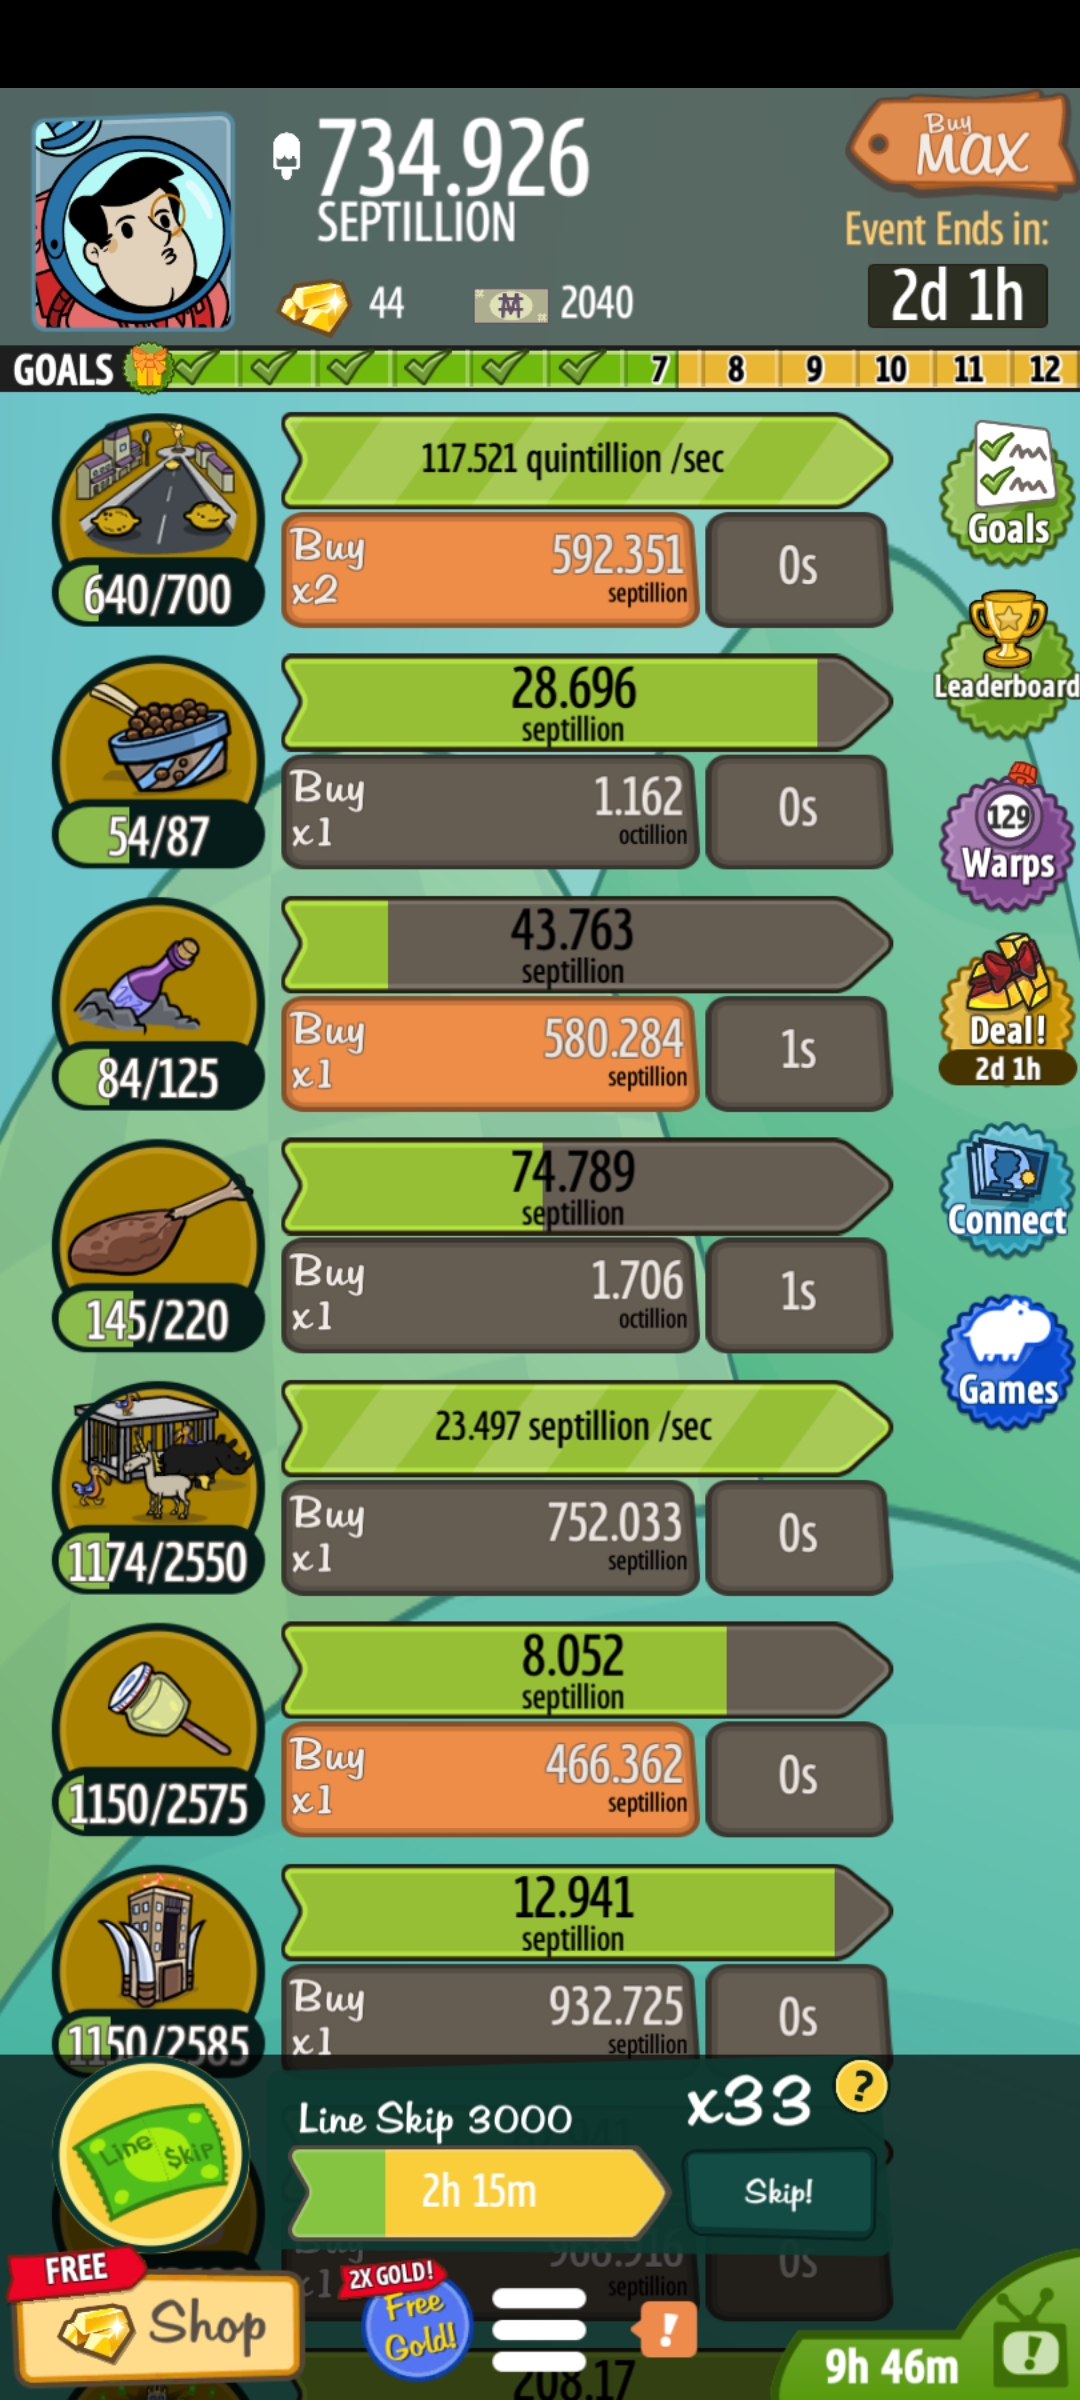 734.926
SEPTILLION
Buy
MAX
Event Ends in:
2d 1h
44
2040
GOALS
7
8
9
10
11
12
117.521 quintillion /sec
Buy
x2
592.351
septillion
0s
640/700
Goals
28.696
septillion
Buy
x1
1.162
octillion
0s
54/87
Leaderboard
43.763
septillion
Buy
x1
580.284
septillion
1s
84/125
129
Warps
74.789
septillion
Buy
x1
1.706
octillion
1s
145/220
Deal!
2d 1h
Connect
Games
23.497 septillion /sec
Buy
x1
752.033
septillion
0s
1174/2550
8.052
septillion
Buy
x1
466.362
septillion
0s
1150/2575
12.941
septillion
Buy
x1
932.725
septillion
0s
1150/2585
Line $kip
Line Skip 3000
x33
?
2h 15m
Skip!
x1
septillion
0s
FREE
Shop
2X GOLD!
Free
Gold!
!
9h 46m
!
208.17